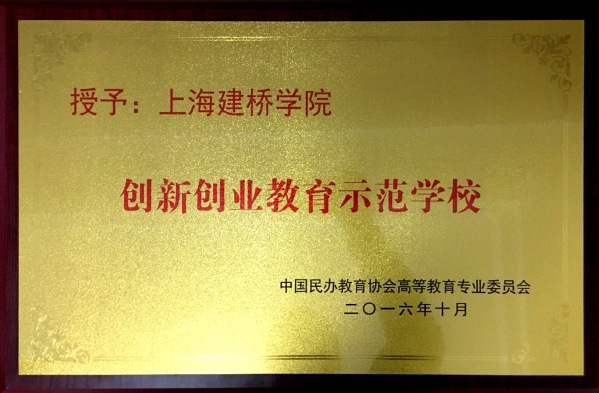 授予：上海建桥学院
创新创业教育示范学校
中国民办教育协会高等教育专业委员会
二〇一六年十月